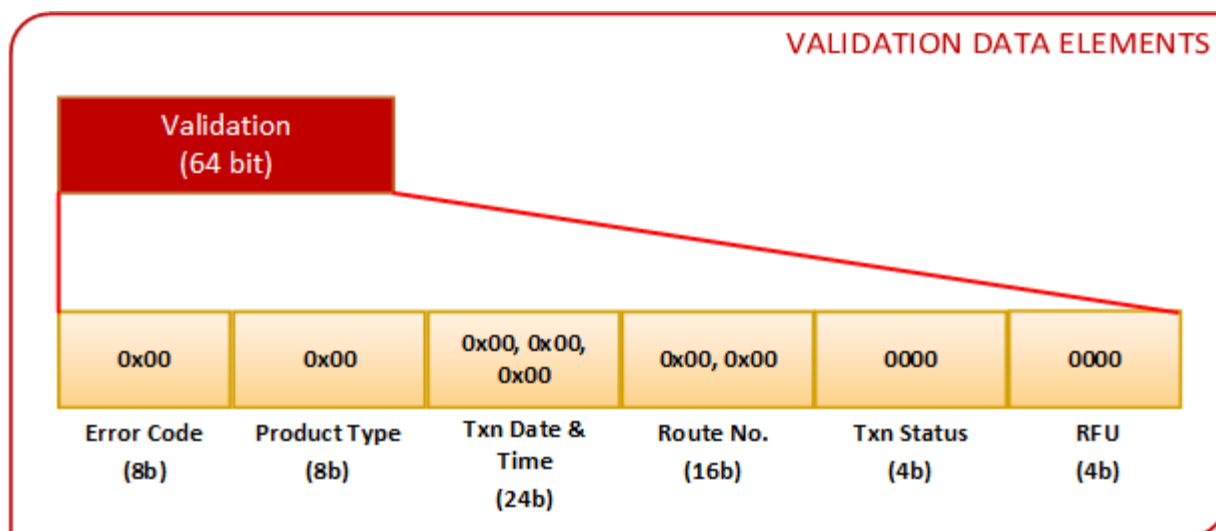 VALIDATION DATA ELEMENTS
Validation
(64 bit)
0x00
0x00
0x00, 0x00,
0x00
0x00, 0x00
0000
0000
Error Code
(8b)
Product Type
(8b)
Txn Date &
Time
(24b)
Route No.
(16b)
Txn Status
(4b)
RFU
(4b)